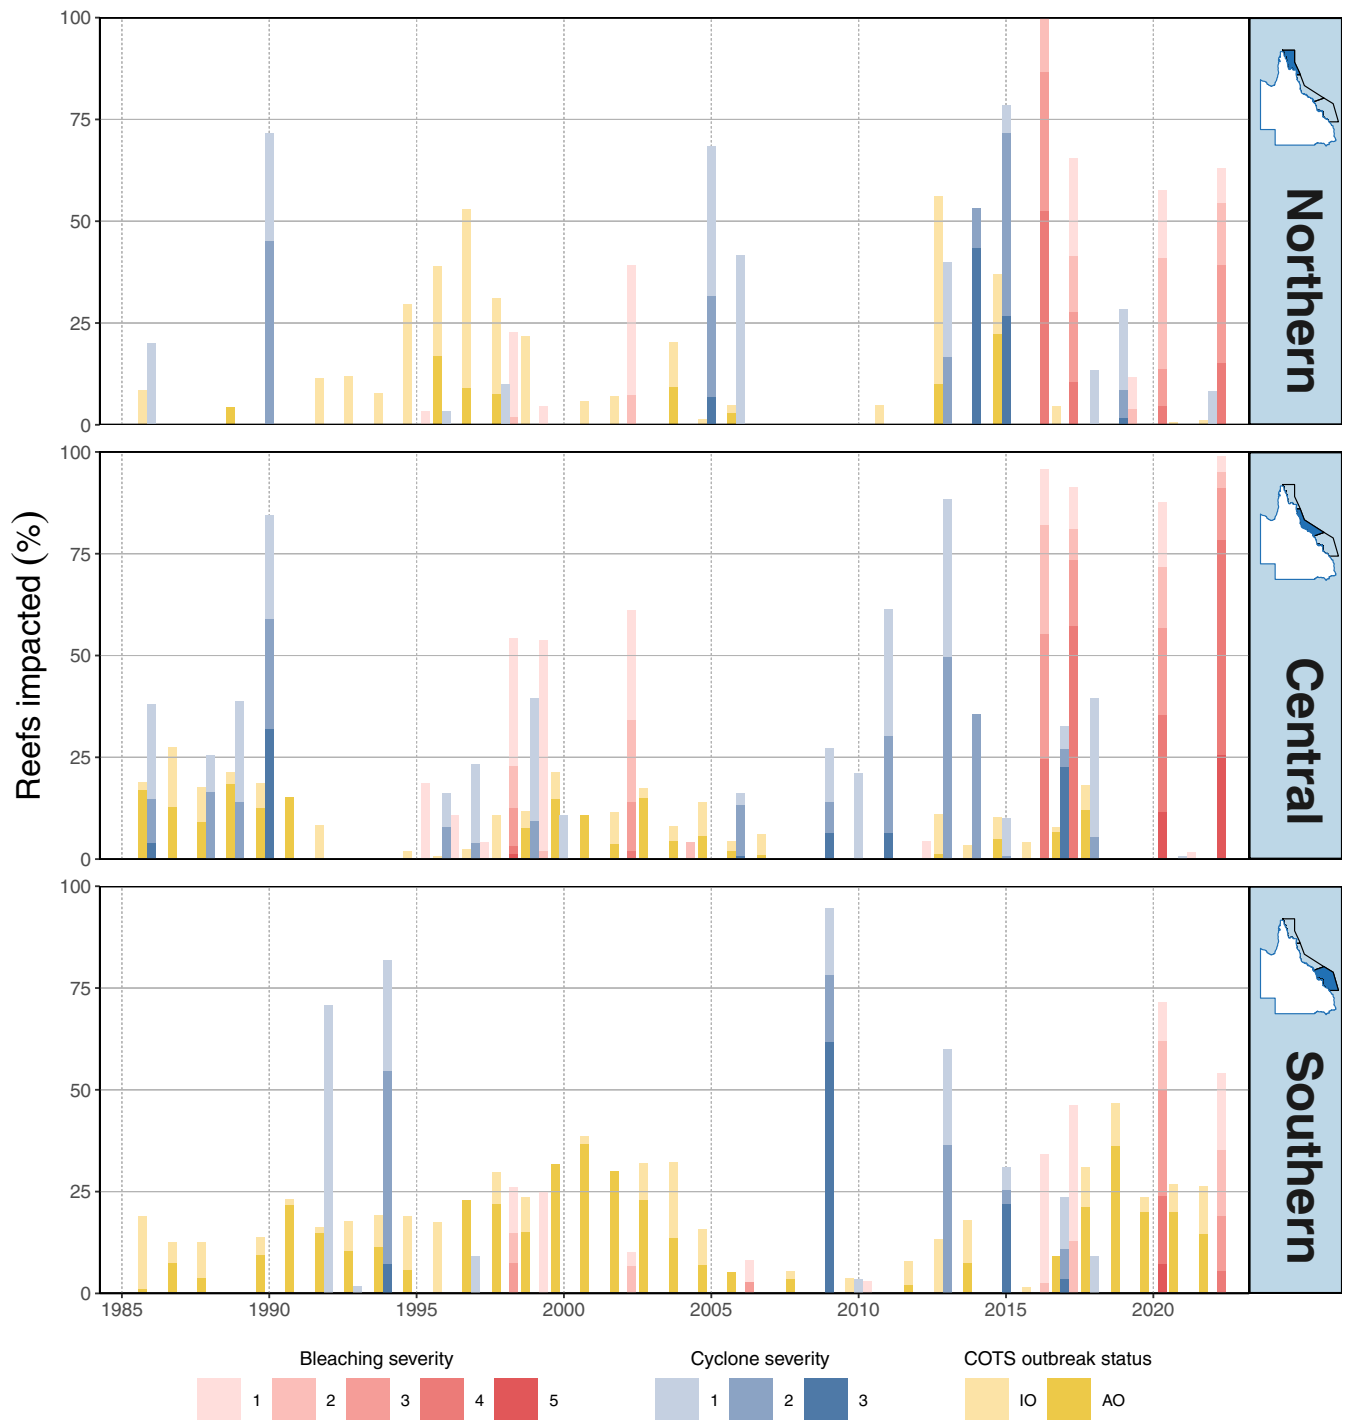 Reefs impacted (%)
100
75
50
25
0
Northern
100
75
50
25
0
Central
100
75
50
25
0
Southern
1985 1990 1995 2000 2005 2010 2015 2020
Bleaching severity Cyclone severity COTS outbreak status
1 2 3 4 5 1 2 3 IO AO